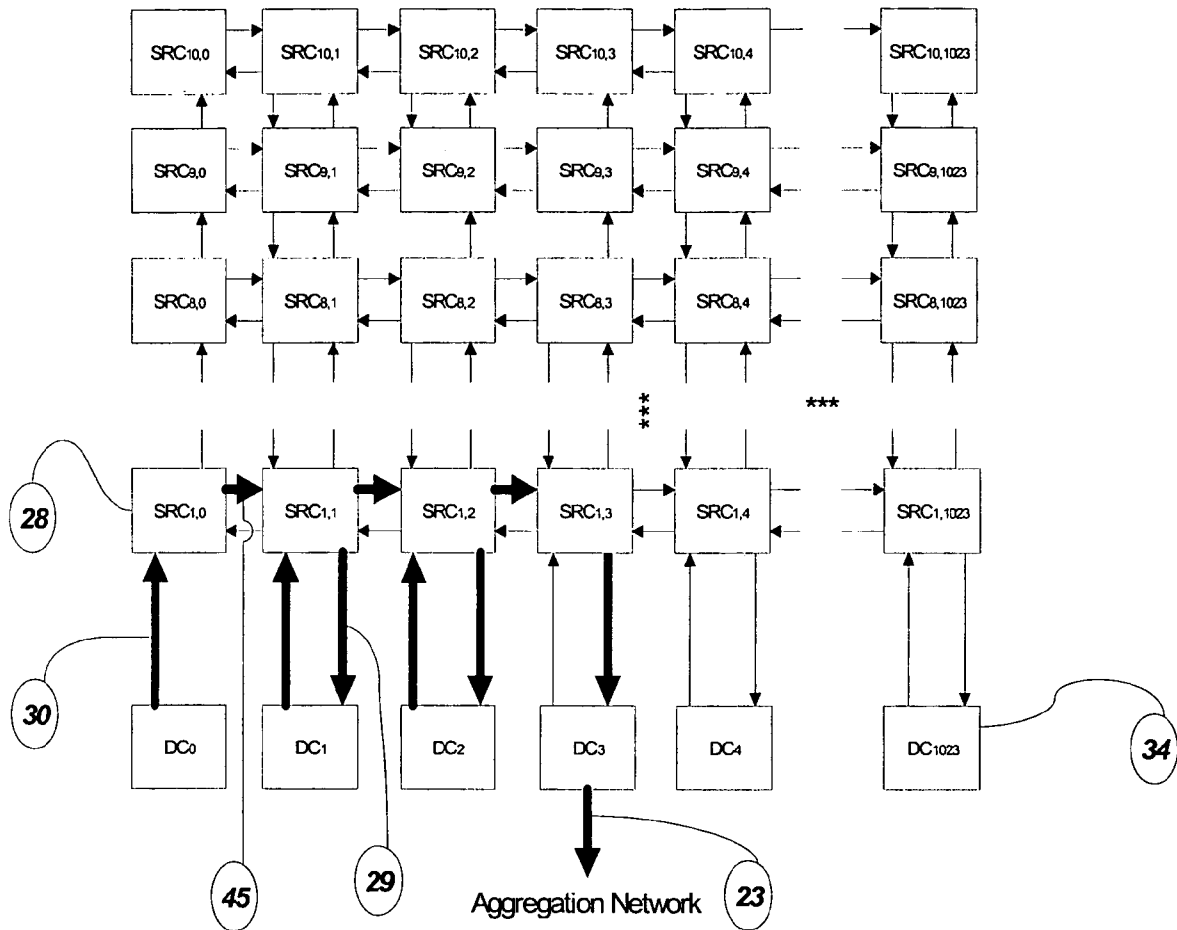 SRC10,0 SRC10,1 SRC10,2 SRC10,3 SRC10,4 SRC10,1023
SRC9,0 SRC9,1 SRC9,2 SRC9,3 SRC9,4 SRC9,1023
SRC8,0 SRC8,1 SRC8,2 SRC8,3 SRC8,4 SRC8,1023
*** ***
28 SRC1,0 SRC1,1 SRC1,2 SRC1,3 SRC1,4 SRC1,1023
30 DC0 DC1 DC2 DC3 DC4 DC1023 34
45 29 Aggregation Network 23